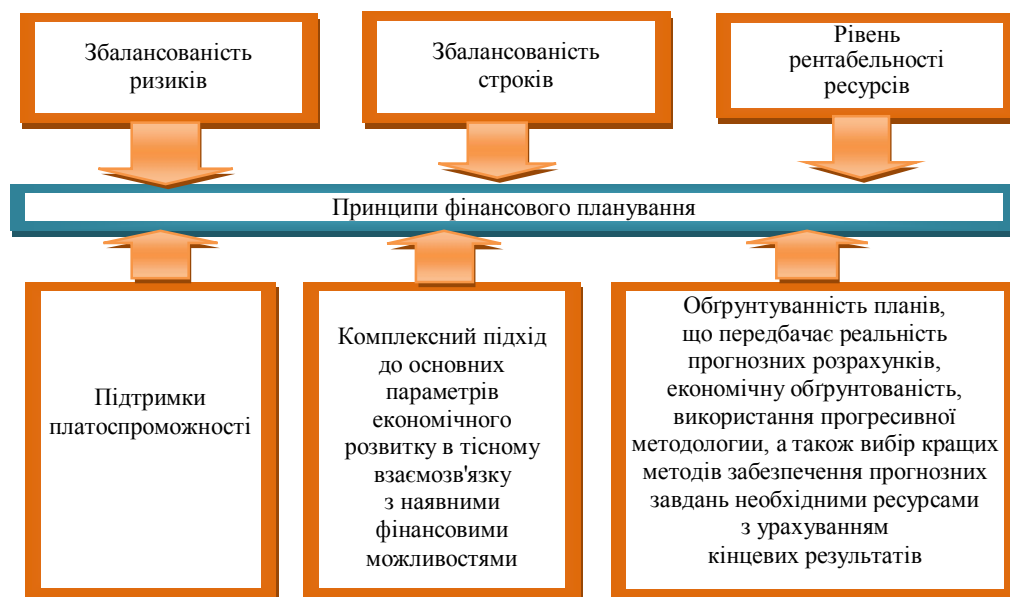 Збалансованість
ризиків
Збалансованість
строків
Рівень
рентабельності
ресурсів
Принципи фінансового планування
Підтримки
платоспроможності
Комплексний підхід
до основних
параметрів
економічного
розвитку в тісному
взаємозв'язку
з наявними
фінансовими
можливостями
Обґрунтуванність планів,
що передбачає реальність
прогнозних розрахунків,
економічну обґрунтованість,
використання прогресивної
методологии, а також вибір кращих
методів забезпечення прогнозних
завдань необхідними ресурсами
з урахуванням
кінцевих результатів